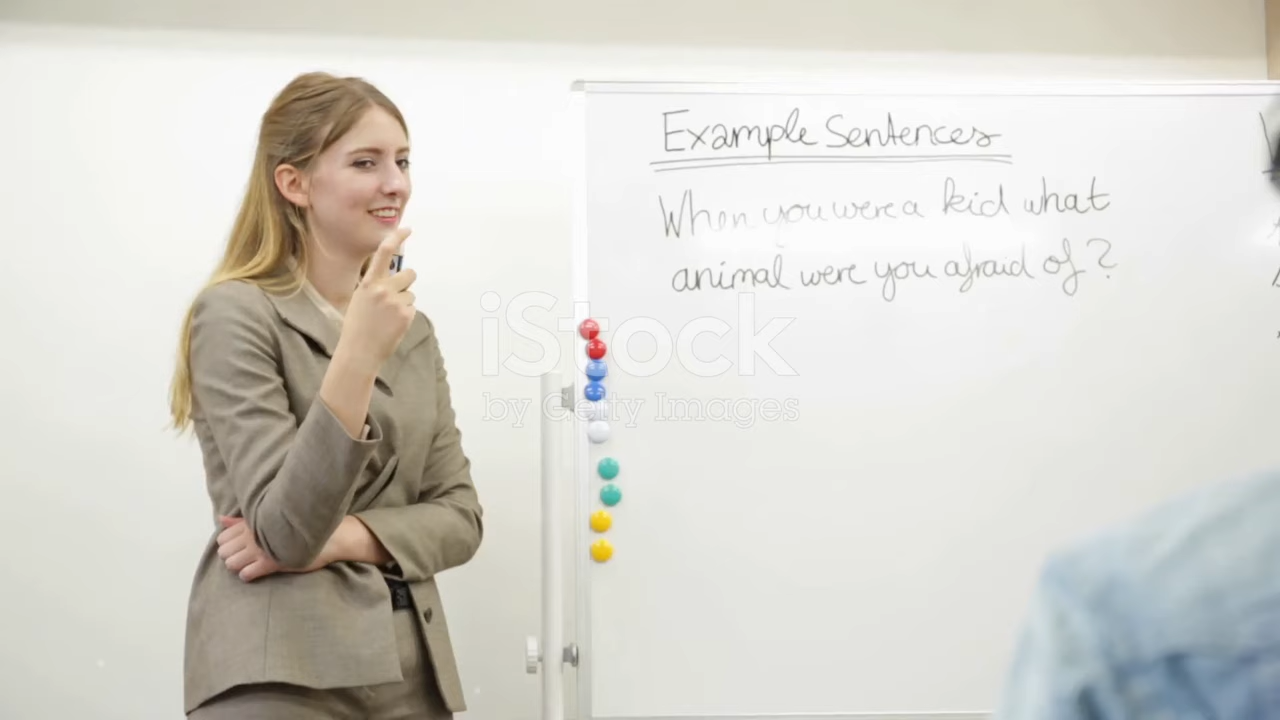 Example Sentences
When you were a kid what
animal were you afraid of?
iStock
by Getty Images